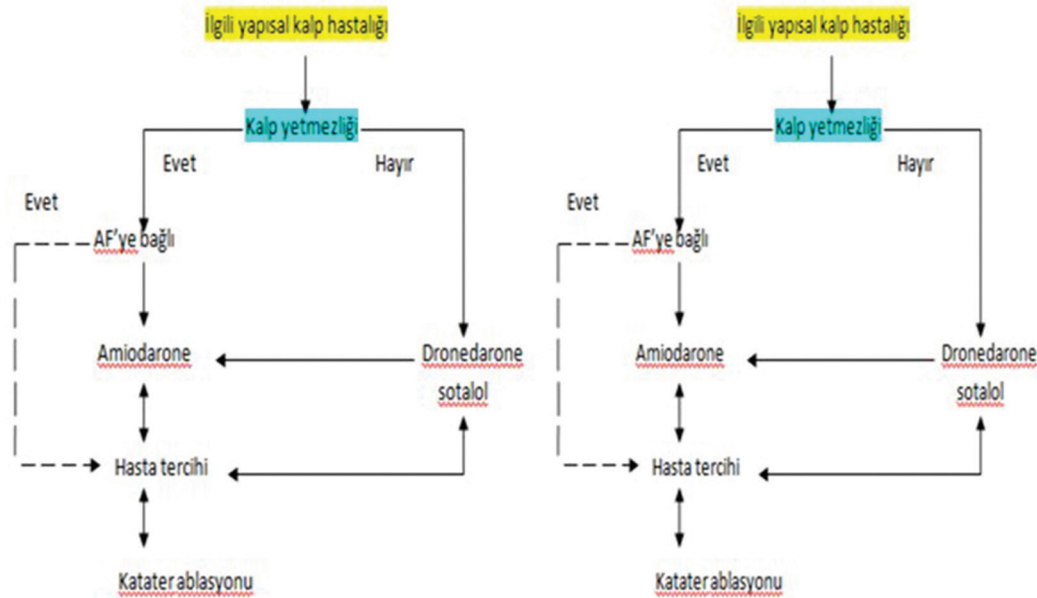 İlgili yapısal kalp hastalığı
Kalp yetmezliği
Evet
Hayır
Evet
AF'ye bağlı
Amiodarone
Dronedarone
sotalol
Hasta tercihi
Katater ablasyonu
İlgili yapısal kalp hastalığı
Kalp yetmezliği
Evet
Hayır
Evet
AF'ye bağlı
Amiodarone
Dronedarone
sotalol
Hasta tercihi
Katater ablasyonu